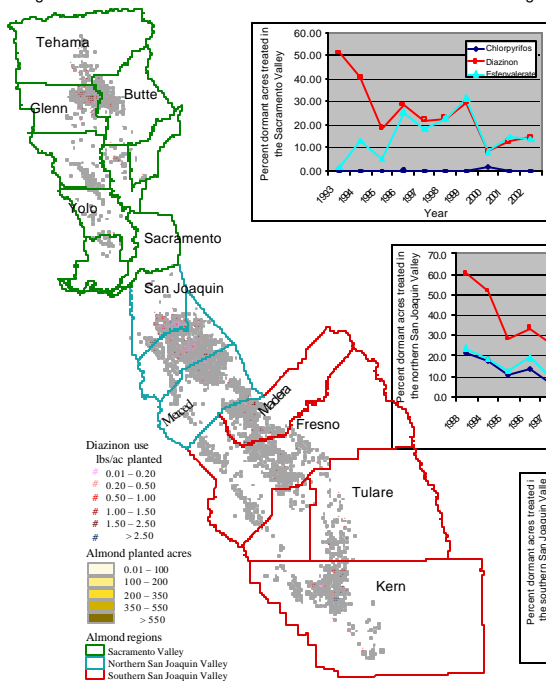 Tehama
Glenn
Butte
Yolo
Sacramento
San Joaquin
Merced
Madera
Fresno
Tulare
Kern
Diazinon use
lbs/ac planted
0.01 – 0.20
0.20 – 0.50
0.50 – 1.00
1.00 – 1.50
1.50 – 2.50
> 2.50
Almond planted acres
0.01 – 100
100 – 200
200 – 350
350 – 550
> 550
Almond regions
Sacramento Valley
Northern San Joaquin Valley
Southern San Joaquin Valley
Percent dormant acres treated in
the Sacramento Valley
60.00
50.00
40.00
30.00
20.00
10.00
0.00
Chlorpyrifos
Diazinon
Esfenvalerate
1993
1994
1995
1996
1997
1998
1999
2000
2001
2002
Year
Percent dormant acres treated in
the northern San Joaquin Valley
70.0
60.0
50.0
40.0
30.0
20.0
10.0
0.0
1994
1995
1996
Percent dormant acres treated i
the southern San Joaquin Valle